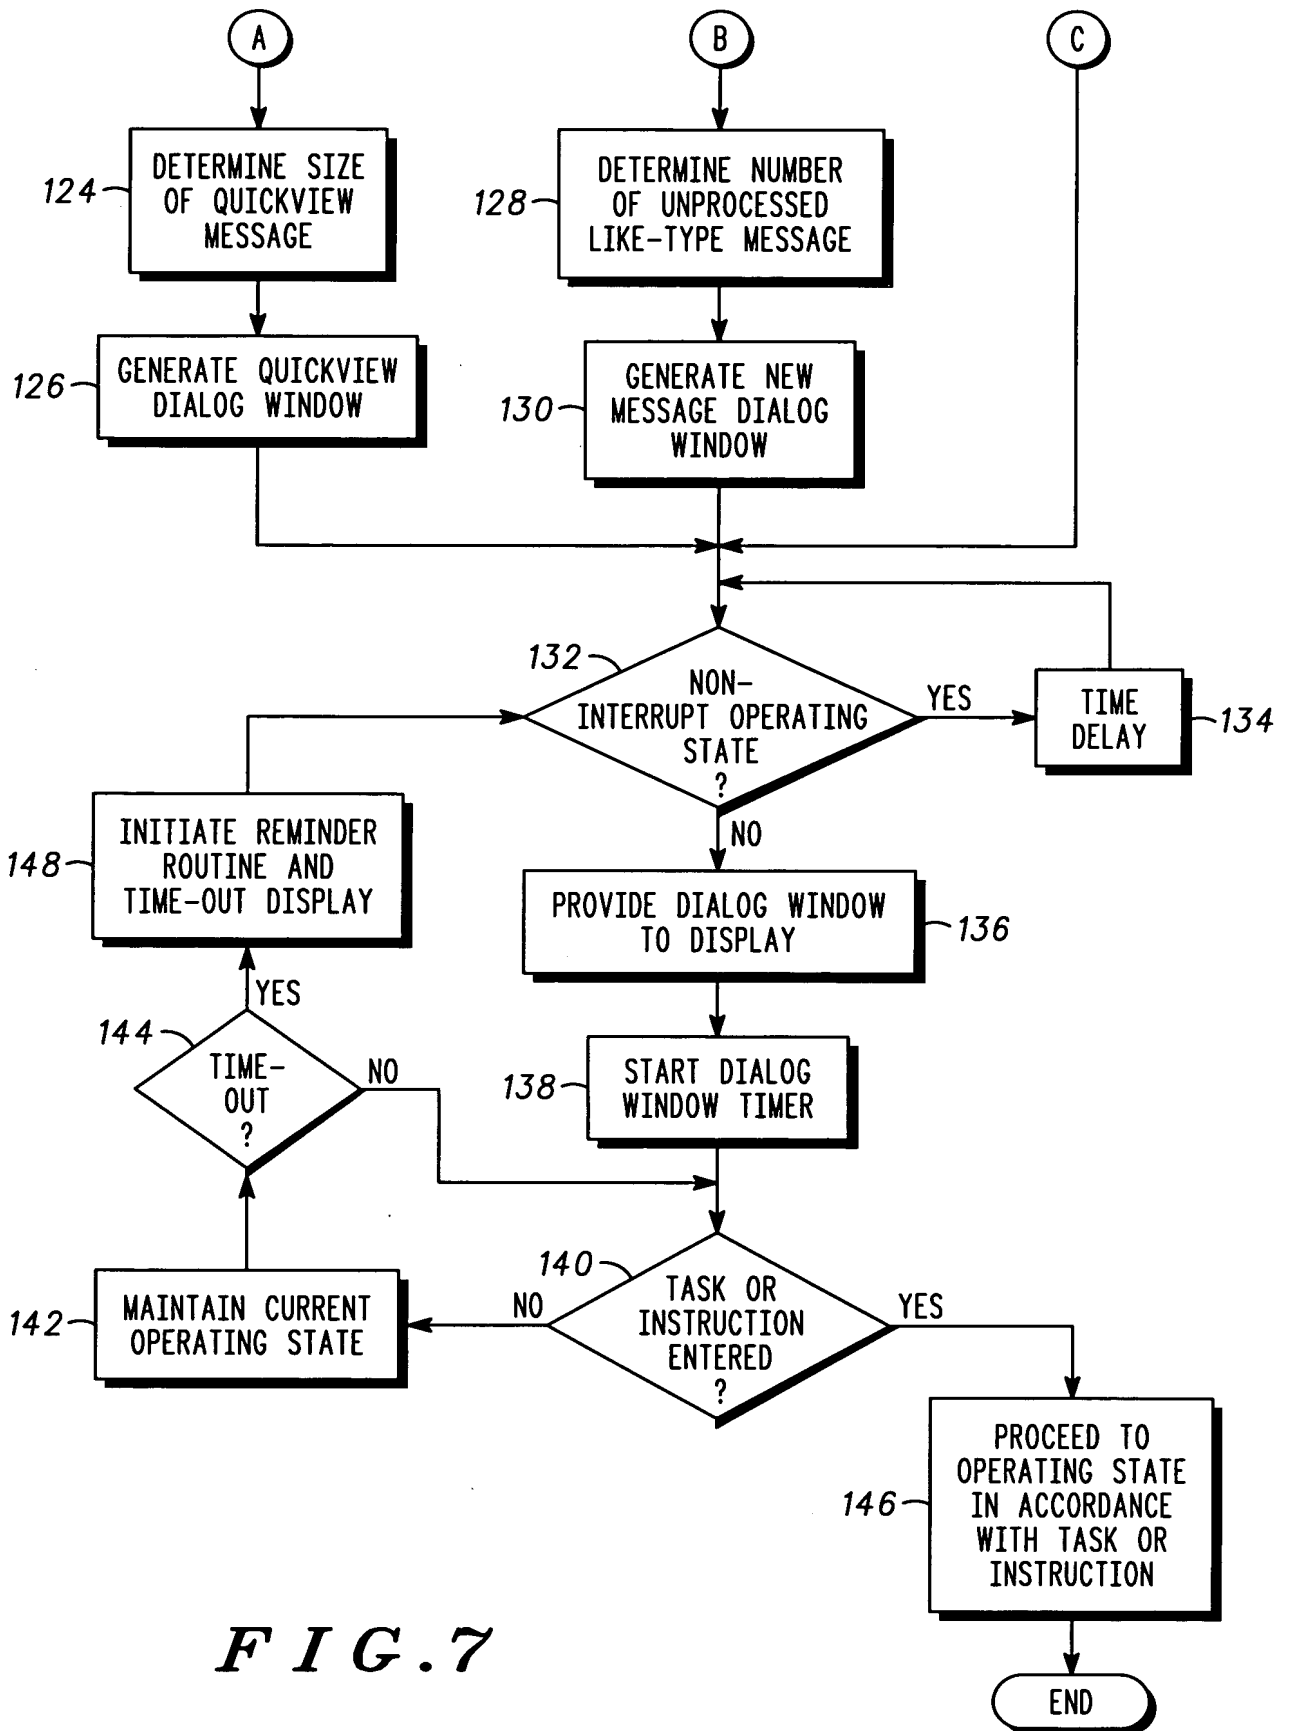 A
B
C
124
DETERMINE SIZE
OF QUICKVIEW
MESSAGE
128
DETERMINE NUMBER
OF UNPROCESSED
LIKE-TYPE MESSAGE
126
GENERATE QUICKVIEW
DIALOG WINDOW
130
GENERATE NEW
MESSAGE DIALOG
WINDOW
132
NON-
INTERRUPT OPERATING
STATE
?
YES
TIME
DELAY
134
NO
148
INITIATE REMINDER
ROUTINE AND
TIME-OUT DISPLAY
PROVIDE DIALOG WINDOW
TO DISPLAY
136
YES
144
TIME-
OUT
?
NO
138
START DIALOG
WINDOW TIMER
140
TASK OR
INSTRUCTION
ENTERED
?
NO
YES
142
MAINTAIN CURRENT
OPERATING STATE
146
PROCEED TO
OPERATING STATE
IN ACCORDANCE
WITH TASK OR
INSTRUCTION
END
FIG.7